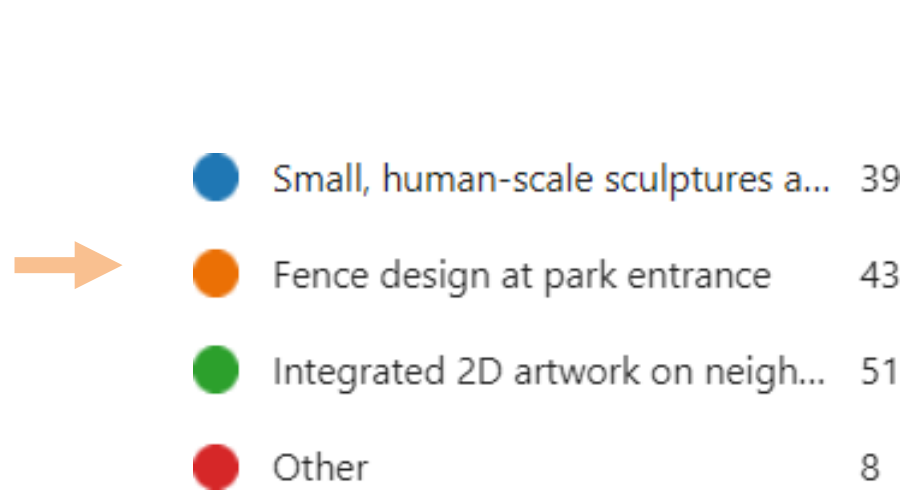 Small, human-scale sculptures a... 39
Fence design at park entrance 43
Integrated 2D artwork on neigh... 51
Other 8